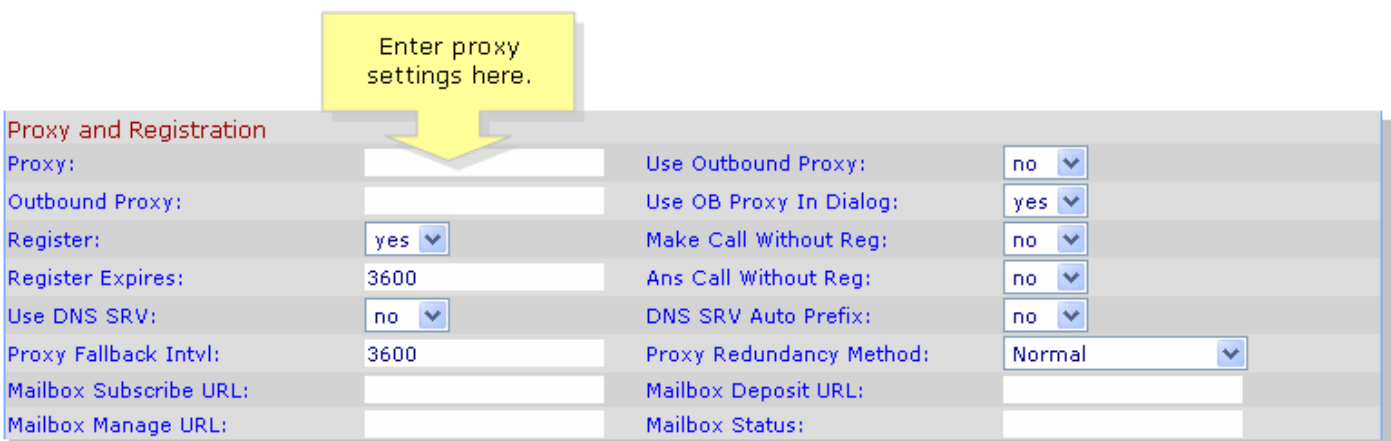 Enter proxy
settings here.
Proxy and Registration
Proxy: Use Outbound Proxy: no
Outbound Proxy: Use OB Proxy In Dialog: yes
Register: yes Make Call Without Reg: no
Register Expires: 3600 Ans Call Without Reg: no
Use DNS SRV: no DNS SRV Auto Prefix: no
Proxy Fallback Intvl: 3600 Proxy Redundancy Method: Normal
Mailbox Subscribe URL: Mailbox Deposit URL:
Mailbox Manage URL: Mailbox Status: